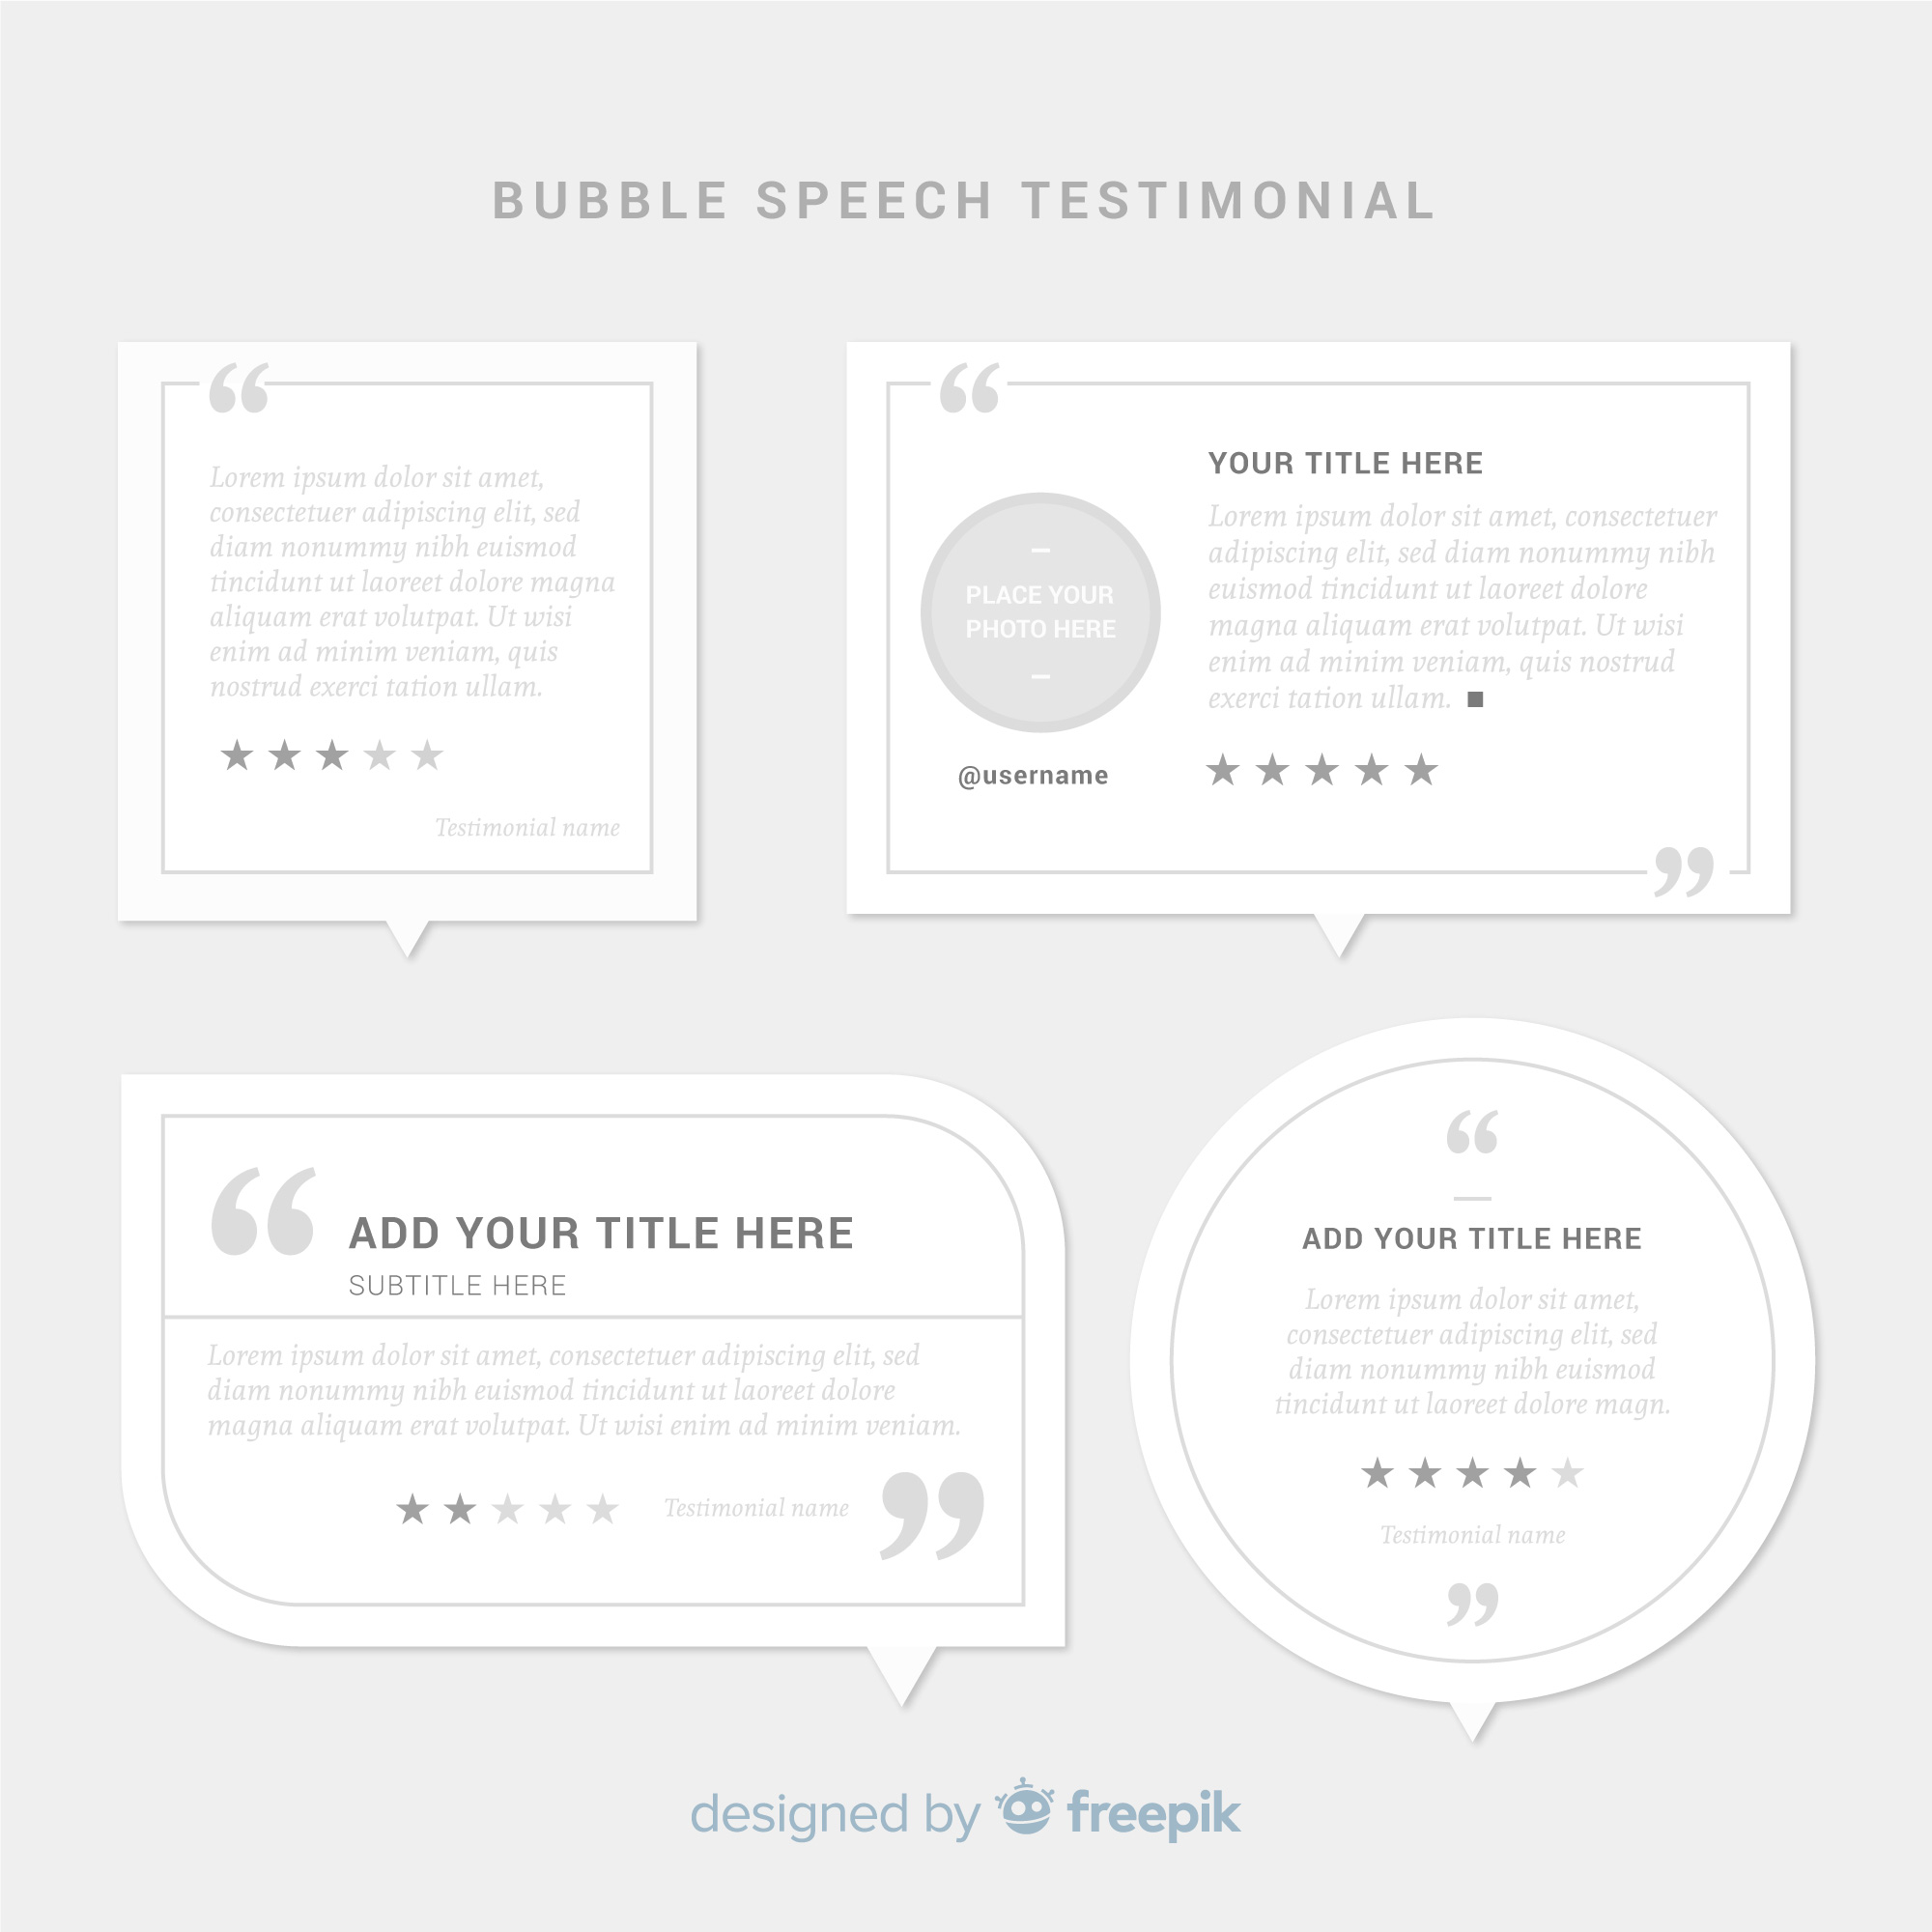 BUBBLE SPEECH TESTIMONIAL
“
Lorem ipsum dolor sit amet,
consectetuer adipiscing elit, sed
diam nonummy nibh euismod
tincidunt ut laoreet dolore magna
aliquam erat volutpat. Ut wisi
enim ad minim veniam, quis
nostrud exerci tation ullam.
Testimonial name
“
PLACE YOUR
PHOTO HERE
@username
YOUR TITLE HERE
Lorem ipsum dolor sit amet, consectetuer
adipiscing elit, sed diam nonummy nibh
euismod tincidunt ut laoreet dolore
magna aliquam erat volutpat. Ut wisi
enim ad minim veniam, quis nostrud
exerci tation ullam.
”
“
ADD YOUR TITLE HERE
SUBTITLE HERE
Lorem ipsum dolor sit amet, consectetuer adipiscing elit, sed
diam nonummy nibh euismod tincidunt ut laoreet dolore
magna aliquam erat volutpat. Ut wisi enim ad minim veniam.
Testimonial name
”
“
ADD YOUR TITLE HERE
Lorem ipsum dolor sit amet,
consectetuer adipiscing elit, sed
diam nonummy nibh euismod
tincidunt ut laoreet dolore magn.
Testimonial name
”
designed by freepik